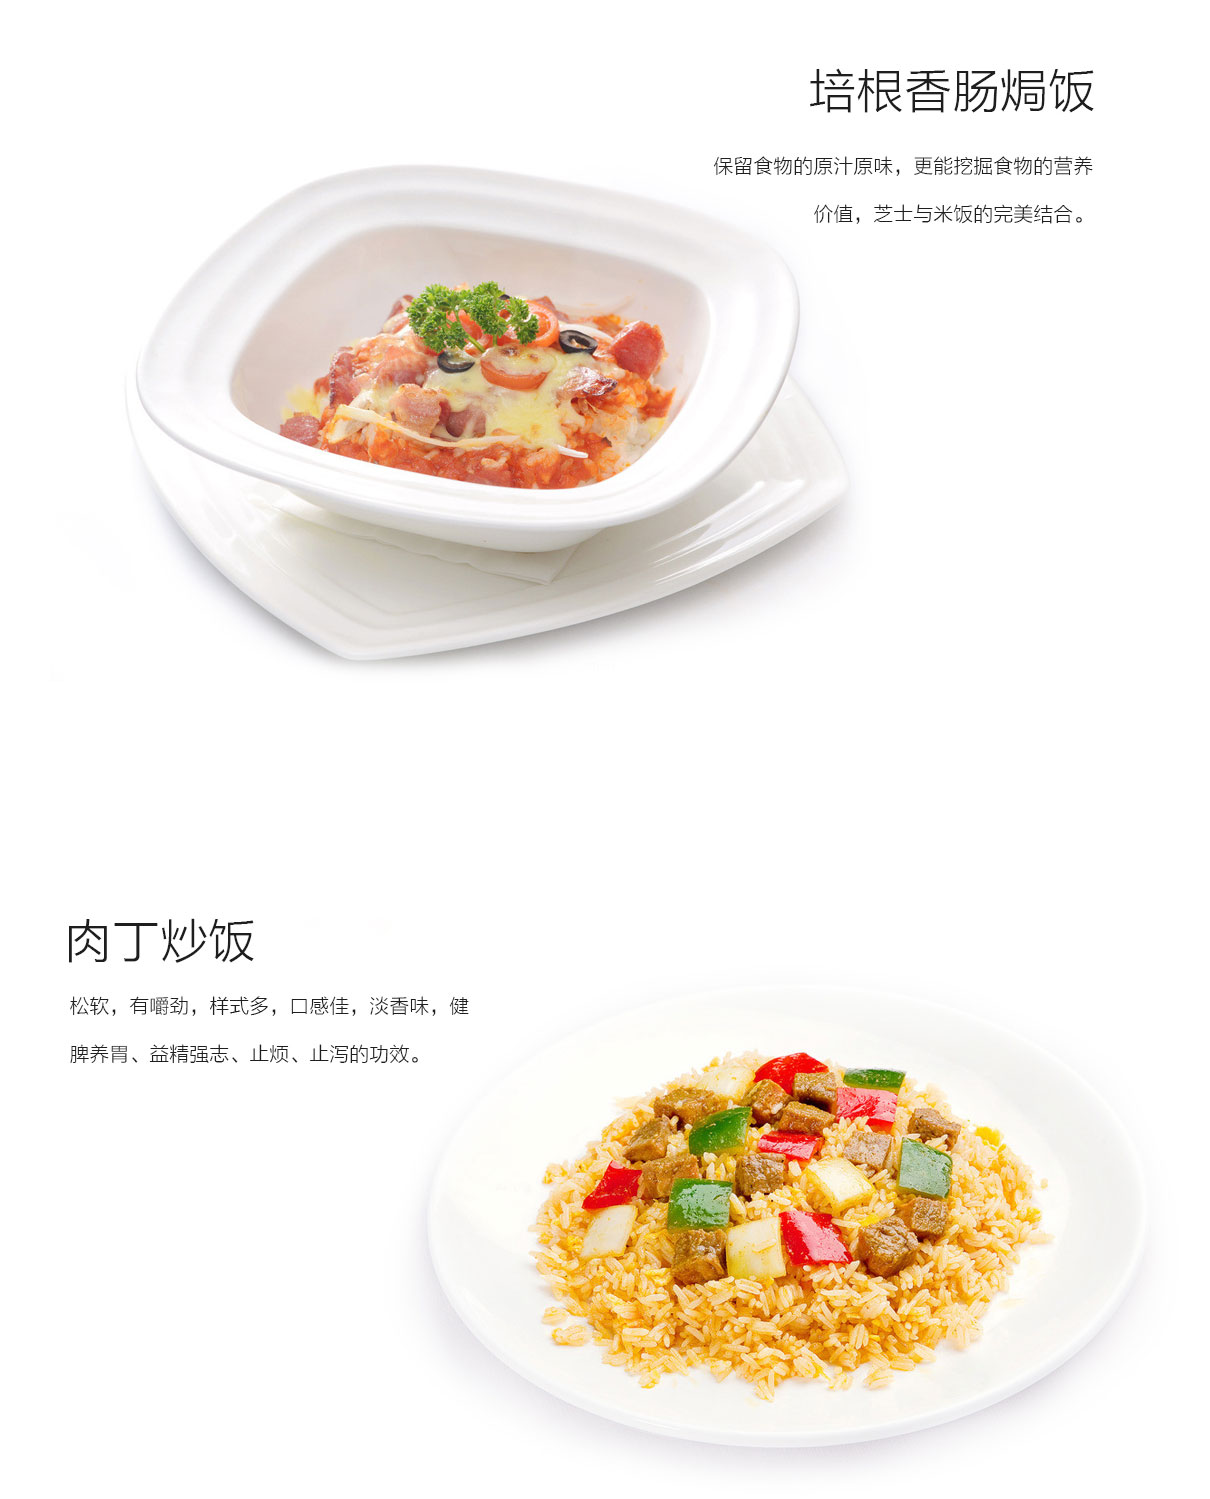 培根香肠焗饭
保留食物的原汁原味，更能挖掘食物的营养
价值，芝士与米饭的完美结合。
肉丁炒饭
松软，有嚼劲，样式多，口感佳，淡香味，健
脾养胃、益精强志、止烦、止泻的功效。